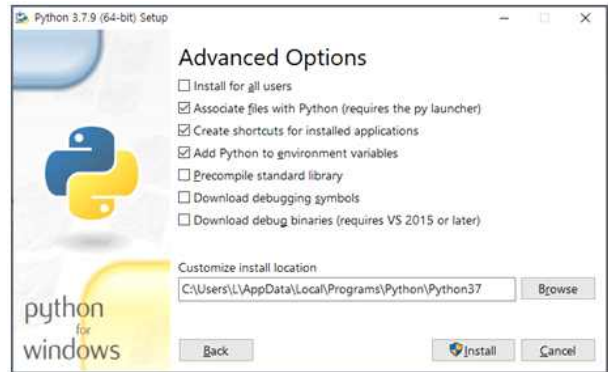 Python 3.7.9 (64-bit) Setup
Advanced Options
Install for all users
Associate files with Python (requires the py launcher)
Create shortcuts for installed applications
Add Python to environment variables
Precompile standard library
Download debugging symbols
Download debug binaries (requires VS 2015 or later)
Customize install location
C:\Users\L\AppData\Local\Programs\Python\Python37
Browse
python
for
windows
Back
Install
Cancel